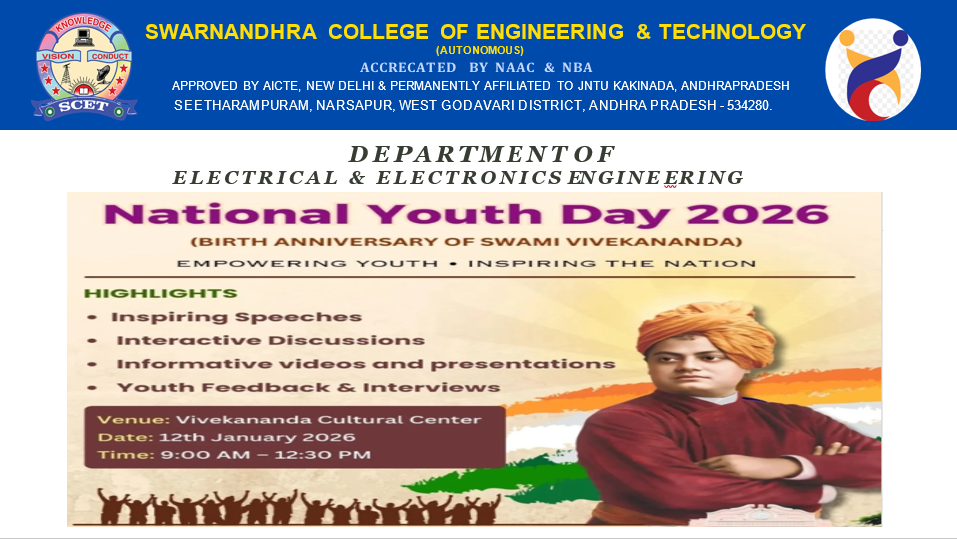 SWARNANDHRA COLLEGE OF ENGINEERING & TECHNOLOGY
(AUTONOMOUS)
ACCRECATED BY NAAC & NBA
APPROVED BY AICTE, NEW DELHI & PERMANENTLY AFFILIATED TO JNTU KAKINADA, ANDHRAPRADESH
SEETHARAMPURAM, NARSAPUR, WEST GODAVARI DISTRICT, ANDHRA PRADESH - 534280.
KNOWLEDGE
VISION CONDUCT
SCET
DEPARTMENT OF
ELECTRICAL & ELECTRONICS ENGINEERING
National Youth Day 2026
(BIRTH ANNIVERSARY OF SWAMI VIVEKANANDA)
EMPOWERING YOUTH • INSPIRING THE NATION
HIGHLIGHTS
• Inspiring Speeches
• Interactive Discussions
• Informative videos and presentations
• Youth Feedback & Interviews
Venue: Vivekananda Cultural Center
Date: 12th January 2026
Time: 9:00 AM – 12:30 PM